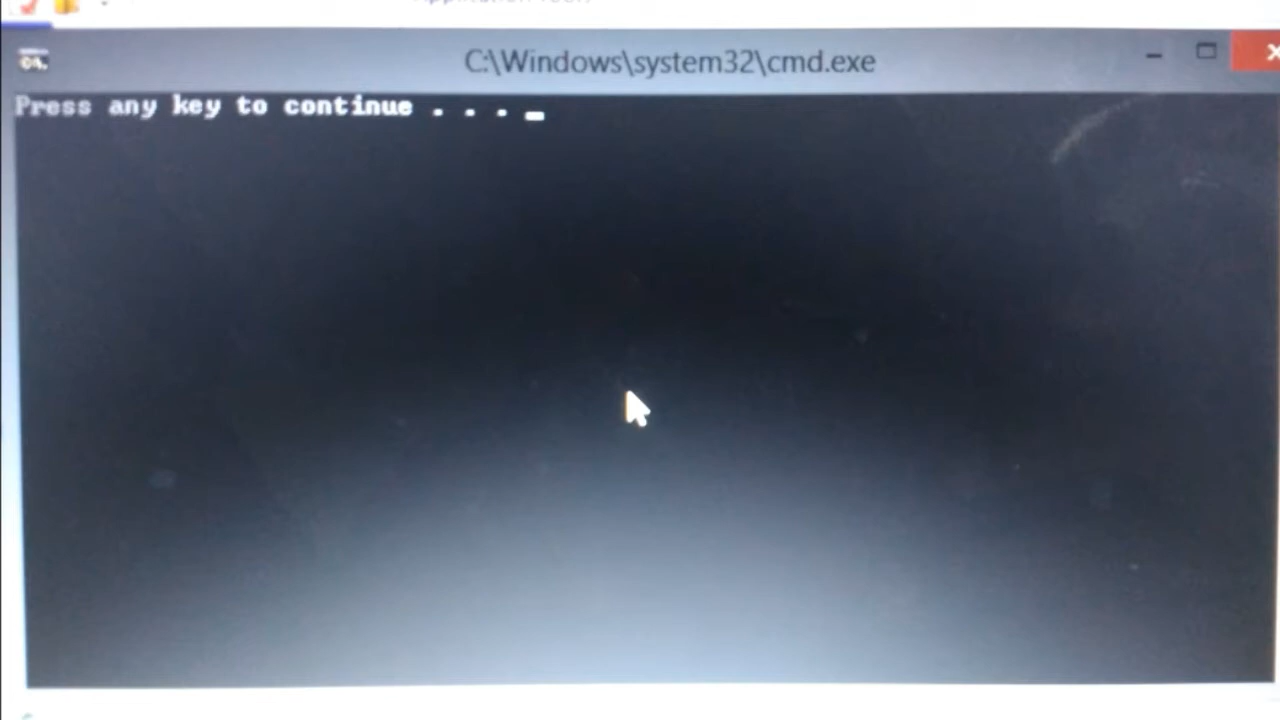 C:\Windows\system32\cmd.exe
Press any key to continue . . .